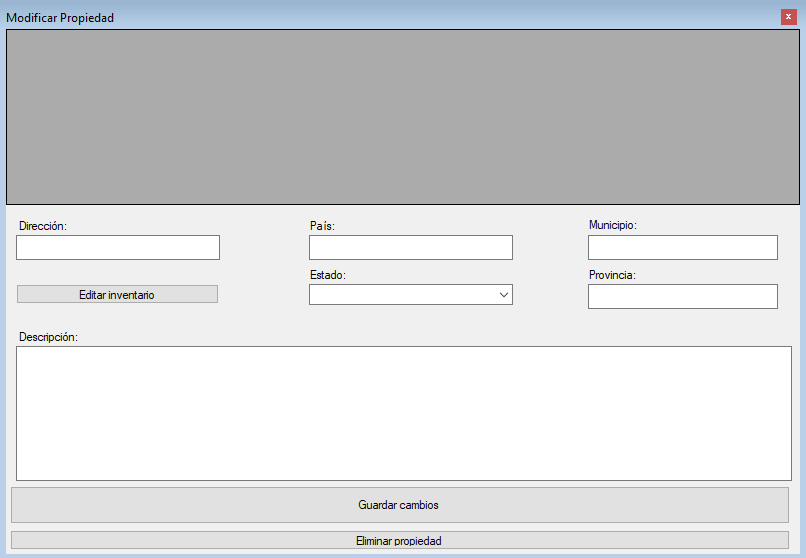 Modificar Propiedad
x
Dirección:
País:
Municipio:
Editar inventario
Estado:
Provincia:
Descripción:
Guardar cambios
Eliminar propiedad